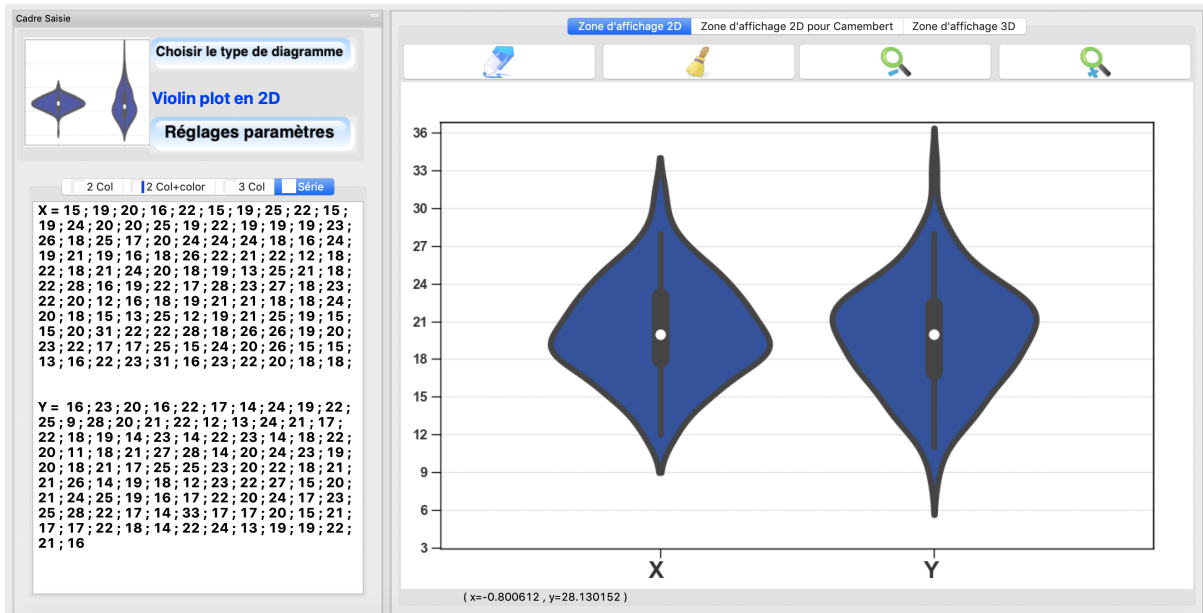 Cadre Saisie
Choisir le type de diagramme
Violin plot en 2D
Réglages paramètres
2 Col
2 Col+color
3 Col
Série
X = 15 ; 19 ; 20 ; 16 ; 22 ; 15 ; 19 ; 25 ; 22 ; 15 ;
19 ; 24 ; 20 ; 20 ; 25 ; 19 ; 22 ; 19 ; 19 ; 19 ; 23 ;
26 ; 18 ; 25 ; 17 ; 20 ; 24 ; 24 ; 24 ; 18 ; 16 ; 24 ;
19 ; 21 ; 19 ; 16 ; 18 ; 26 ; 22 ; 21 ; 22 ; 12 ; 18 ;
22 ; 18 ; 21 ; 24 ; 20 ; 18 ; 19 ; 13 ; 25 ; 21 ; 18 ;
22 ; 28 ; 16 ; 19 ; 22 ; 17 ; 28 ; 23 ; 27 ; 18 ; 23 ;
22 ; 20 ; 12 ; 16 ; 18 ; 19 ; 21 ; 21 ; 18 ; 18 ; 24 ;
20 ; 18 ; 15 ; 13 ; 25 ; 12 ; 19 ; 21 ; 25 ; 19 ; 15 ;
15 ; 20 ; 31 ; 22 ; 22 ; 28 ; 18 ; 26 ; 26 ; 19 ; 20 ;
23 ; 22 ; 17 ; 17 ; 25 ; 15 ; 24 ; 20 ; 26 ; 15 ; 15 ;
13 ; 16 ; 22 ; 23 ; 31 ; 16 ; 23 ; 22 ; 20 ; 18 ; 18 ;
Y = 16 ; 23 ; 20 ; 16 ; 22 ; 17 ; 14 ; 24 ; 19 ; 22 ;
25 ; 9 ; 28 ; 20 ; 21 ; 22 ; 12 ; 13 ; 24 ; 21 ; 17 ;
22 ; 18 ; 19 ; 14 ; 23 ; 14 ; 22 ; 23 ; 14 ; 18 ; 22 ;
20 ; 11 ; 18 ; 21 ; 27 ; 28 ; 14 ; 20 ; 24 ; 23 ; 19 ;
20 ; 18 ; 21 ; 17 ; 25 ; 25 ; 23 ; 20 ; 22 ; 18 ; 21 ;
21 ; 26 ; 14 ; 19 ; 18 ; 12 ; 23 ; 22 ; 27 ; 15 ; 20 ;
21 ; 24 ; 25 ; 19 ; 16 ; 17 ; 22 ; 20 ; 24 ; 17 ; 23 ;
25 ; 28 ; 22 ; 17 ; 14 ; 33 ; 17 ; 17 ; 20 ; 15 ; 21 ;
17 ; 17 ; 22 ; 18 ; 14 ; 22 ; 24 ; 13 ; 19 ; 19 ; 22 ;
21 ; 16
Zone d'affichage 2D
Zone d'affichage 2D pour Camembert
Zone d'affichage 3D
36
33
30
27
24
21
18
15
12
9
6
3
X
Y
( x=-0.800612 , y=28.130152 )